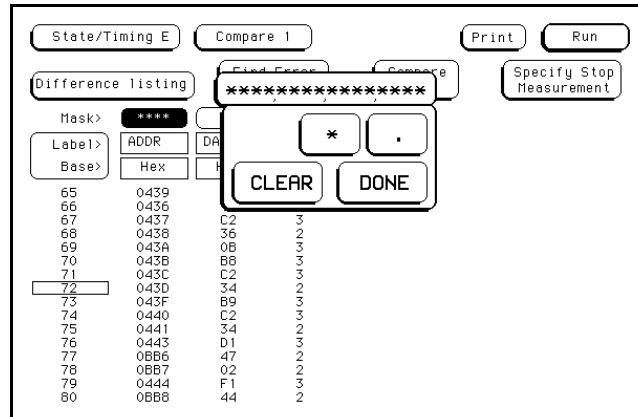 State/Timing E Compare 1 Print Run
Difference listing Find Error Compare Specify Stop Measurement
****,****,****,****
Mask> ****
* .
Label> ADDR DA
Base> Hex H
CLEAR DONE
65 0439
66 0436
67 0437 C2 3
68 0438 36 2
69 043A 0B 3
70 043B B8 3
71 043C C2 3
72 043D 34 2
73 043F B9 3
74 0440 C2 3
75 0441 34 2
76 0443 D1 3
77 0BB6 47 2
78 0BB7 02 2
79 0444 F1 3
80 0BB8 44 2